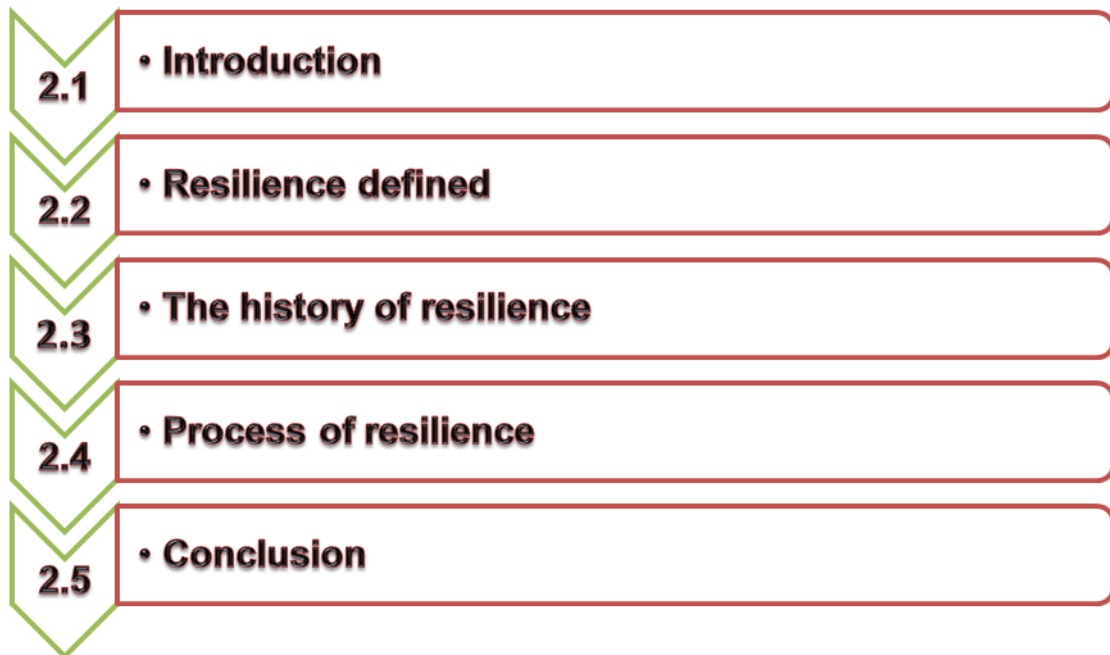 2.1 • Introduction
2.2 • Resilience defined
2.3 • The history of resilience
2.4 • Process of resilience
2.5 • Conclusion